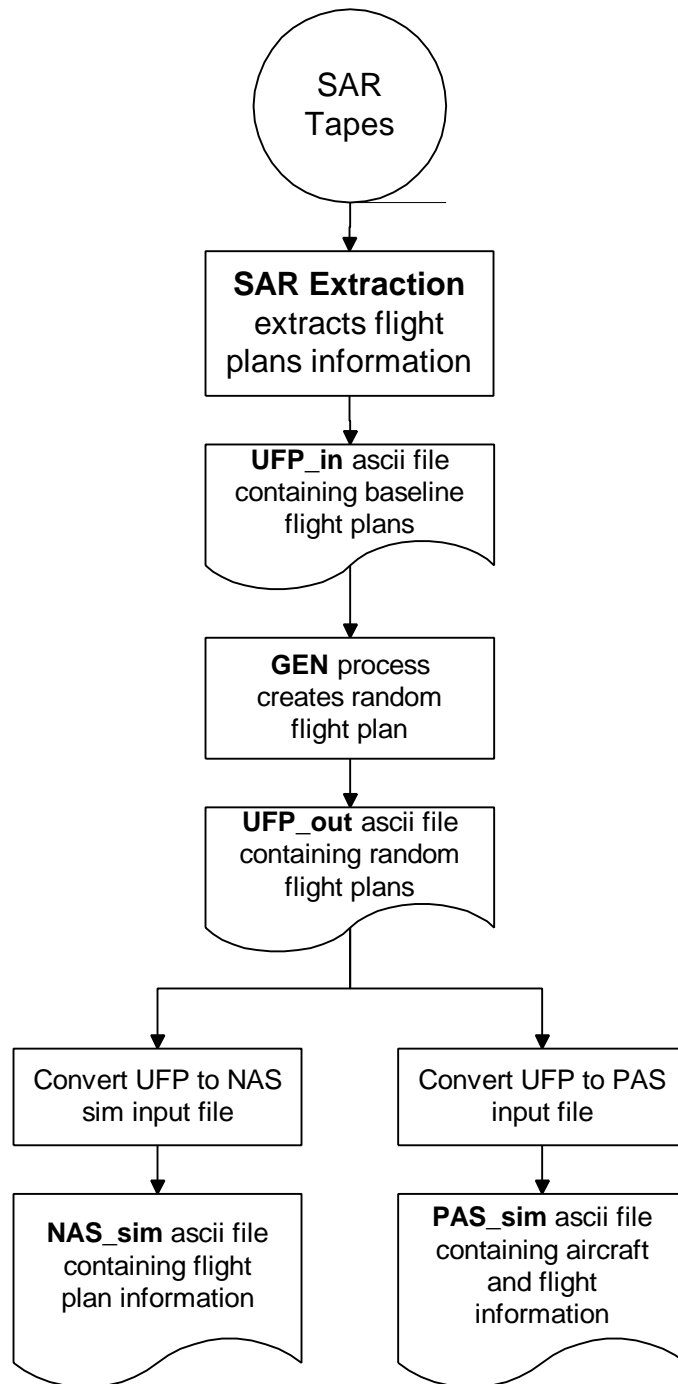 SAR
Tapes
SAR Extraction
extracts flight
plans information
UFP_in ascii file
containing baseline
flight plans
GEN process
creates random
flight plan
UFP_out ascii file
containing random
flight plans
Convert UFP to NAS
sim input file
Convert UFP to PAS
input file
NAS_sim ascii file
containing flight
plan information
PAS_sim ascii file
containing aircraft
and flight
information